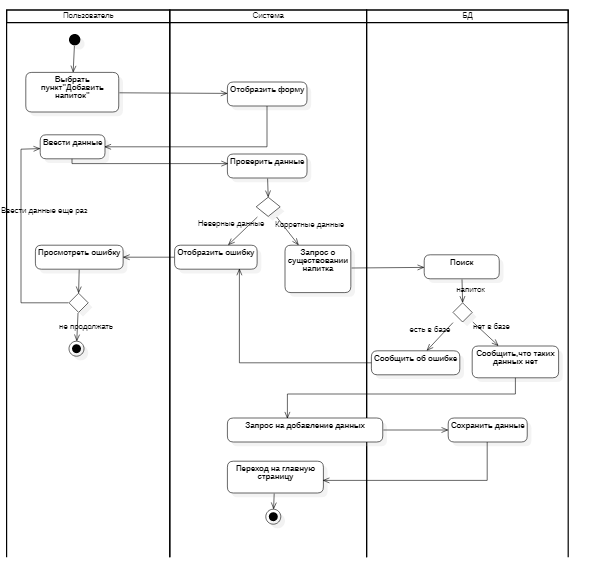 Пользователь
Система
БД
Выбрать
пункт"Добавить
напиток"
Отобразить форму
Ввести данные
Проверить данные
Ввести данные еще раз
Неверные данные
Корретные данные
Просмотреть ошибку
Отобразить ошибку
Запрос о
существовании
напитка
Поиск
напиток
не продолжать
есть в базе
нет в базе
Сообщить об ошибке
Сообщить,что таких
данных нет
Запрос на добавление данных
Сохранить данные
Переход на главную
страницу